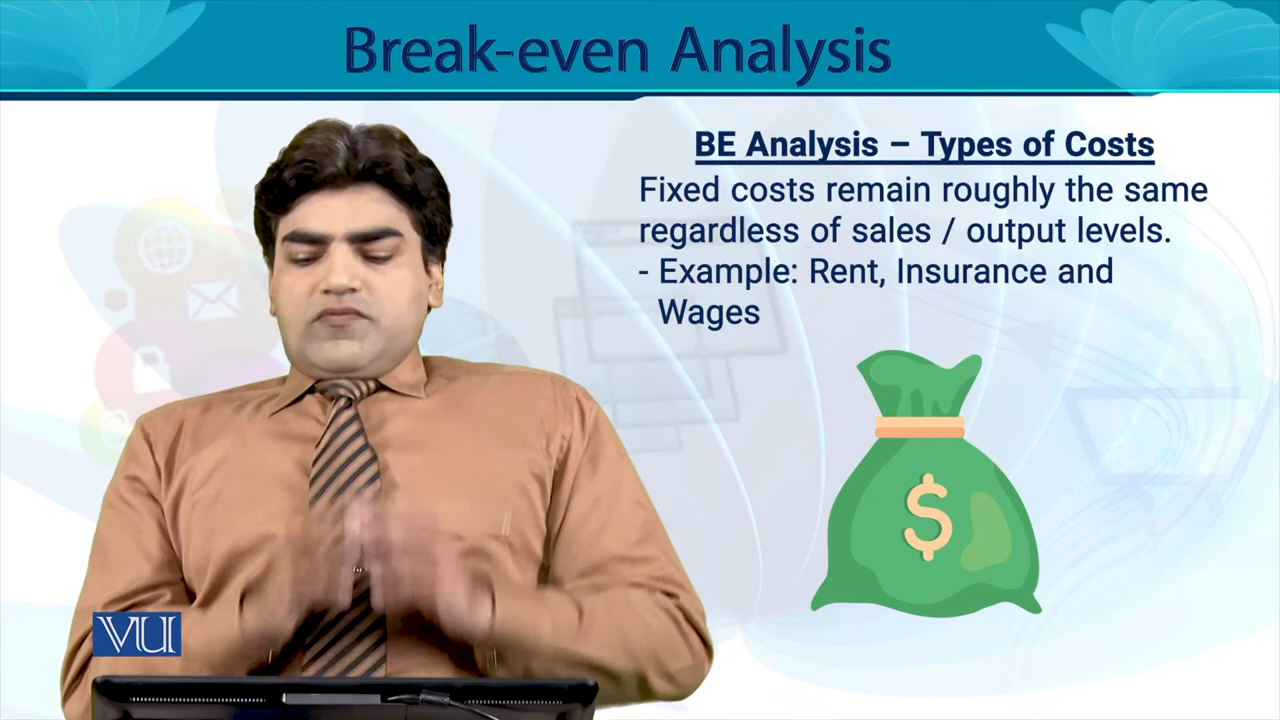 Break-even Analysis
BE Analysis – Types of Costs
Fixed costs remain roughly the same
regardless of sales / output levels.
- Example: Rent, Insurance and
Wages
$
VU